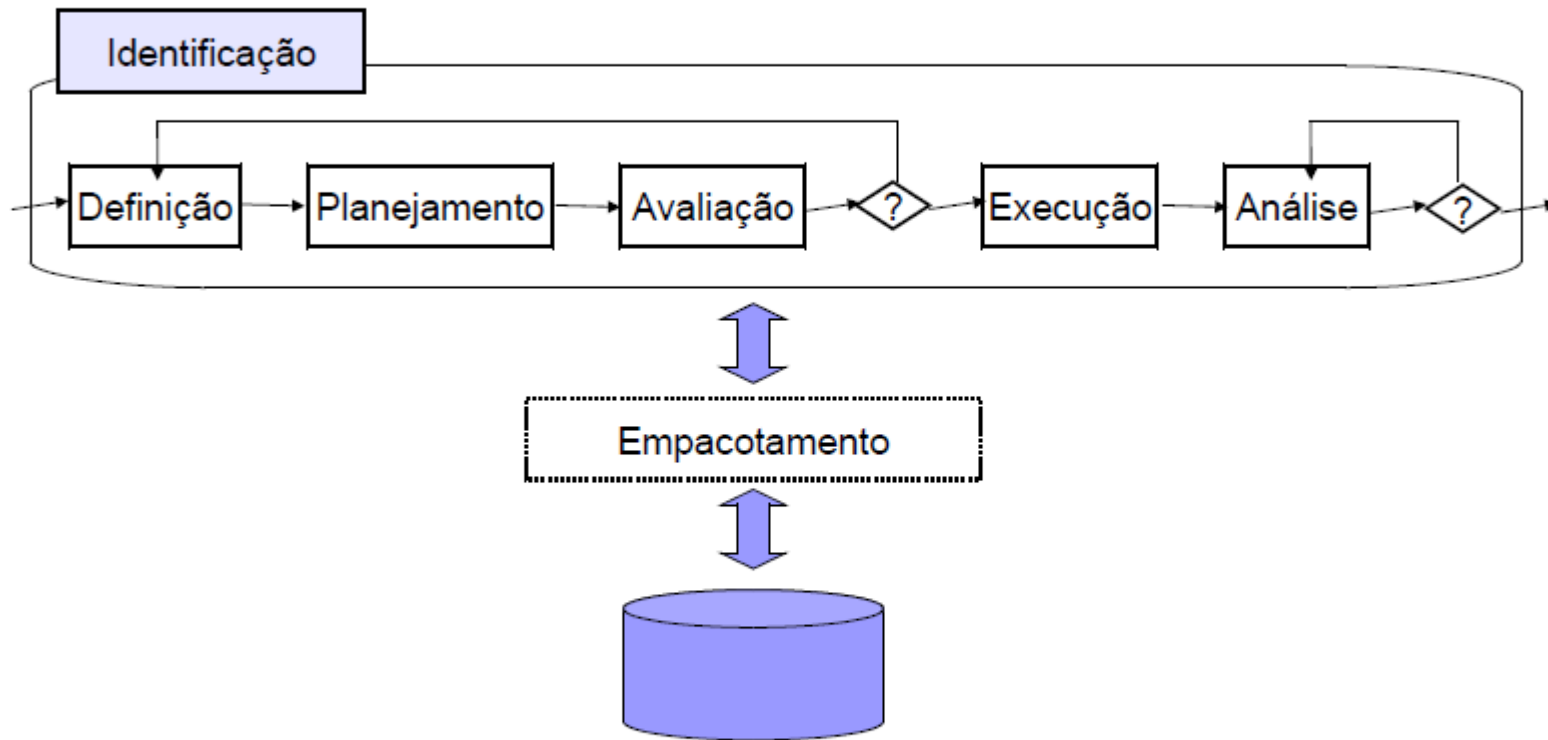 Identificação
Definição
Planejamento
Avaliação
?
Execução
Análise
?
Empacotamento